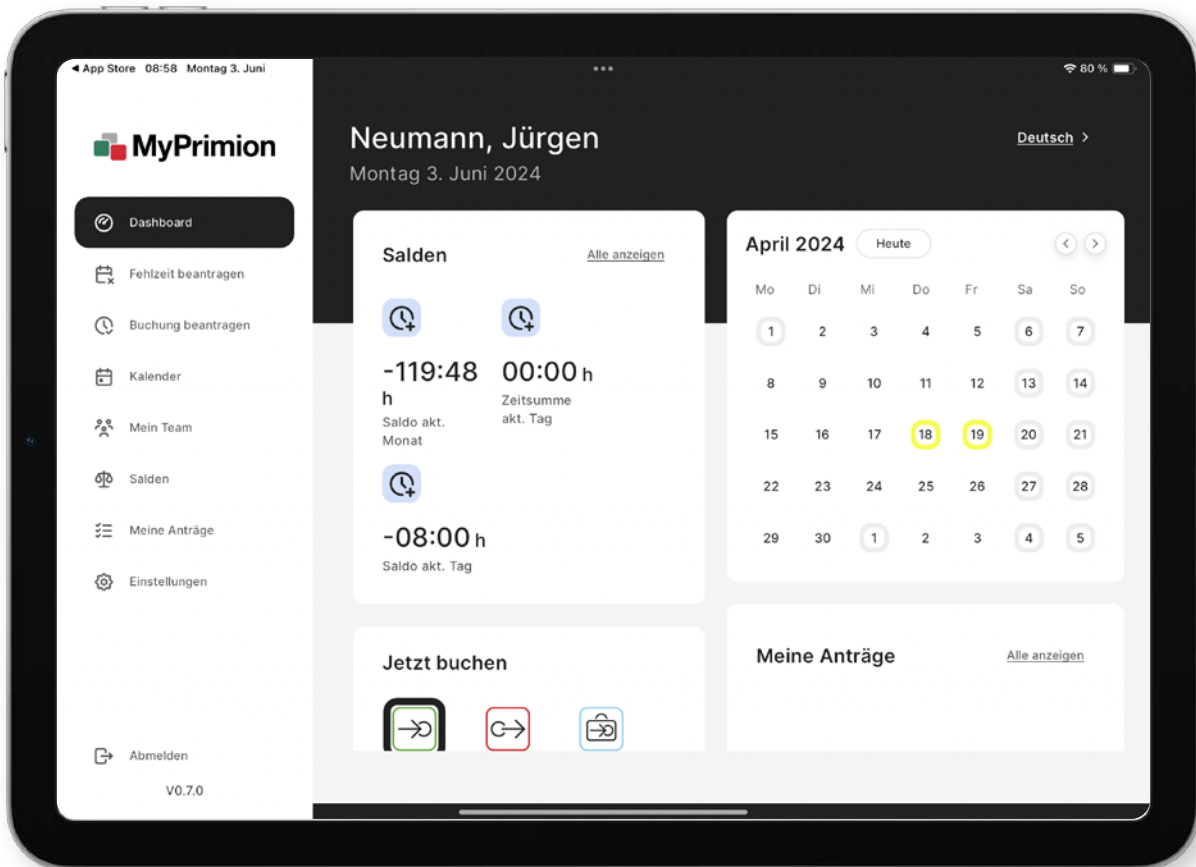 ◀ App Store 08:58 Montag 3. Juni
80 %
MyPrimion
Dashboard
Fehlzeit beantragen
Buchung beantragen
Kalender
Mein Team
Salden
Meine Anträge
Einstellungen
Abmelden
V0.7.0
Neumann, Jürgen
Deutsch >
Montag 3. Juni 2024
Salden Alle anzeigen
-119:48
h
Saldo akt.
Monat
00:00 h
Zeitsumme
akt. Tag
-08:00 h
Saldo akt. Tag
April 2024 Heute < >
Mo Di Mi Do Fr Sa So
1 2 3 4 5 6 7
8 9 10 11 12 13 14
15 16 17 18 19 20 21
22 23 24 25 26 27 28
29 30 1 2 3 4 5
Jetzt buchen
Meine Anträge Alle anzeigen